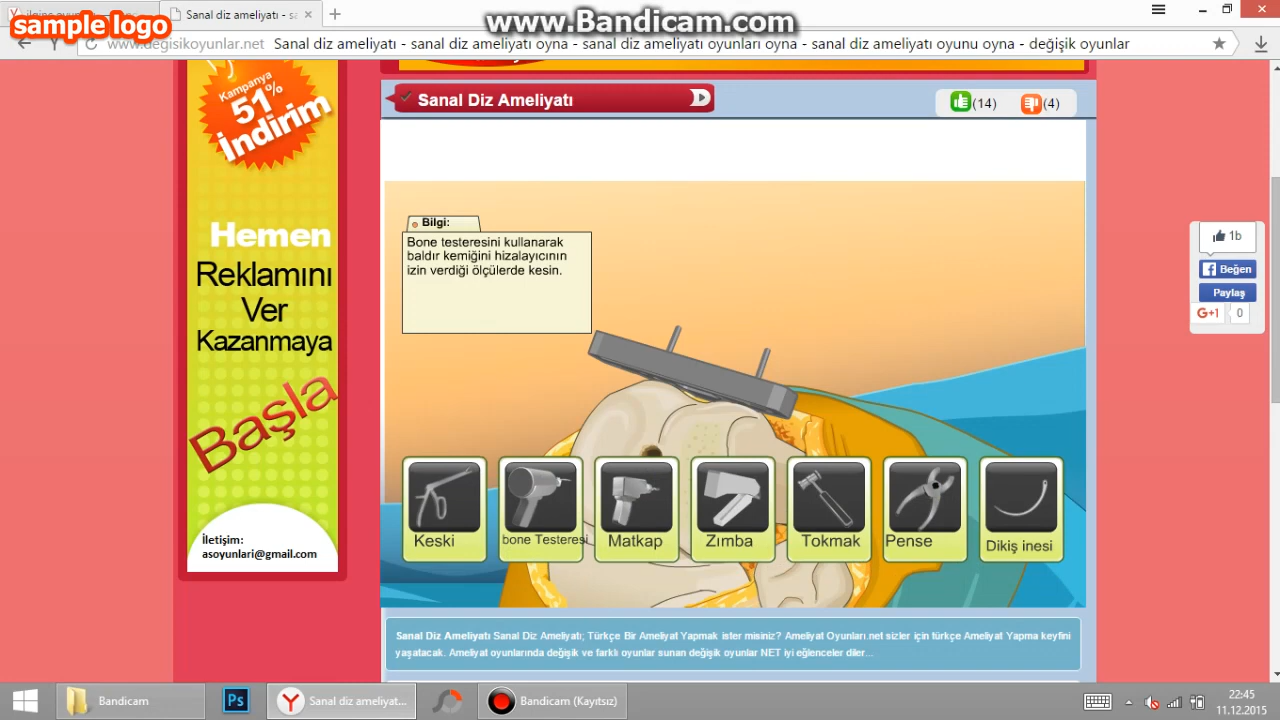 sample logo
www.Bandicam.com
Sanal diz ameliyatı - sa
www.degisikoyunlar.net Sanal diz ameliyatı - sanal diz ameliyatı oyna - sanal diz ameliyatı oyunları oyna - sanal diz ameliyatı oyunu oyna - değişik oyunlar
Kampanya
51%
İndirim
Hemen
Reklamını
Ver
Kazanmaya
Başla
İletişim:
asoyunlari@gmail.com
Sanal Diz Ameliyatı
(14)
(4)
Bilgi:
Bone testeresini kullanarak
baldır kemiğini hizalayıcının
izin verdiği ölçülerde kesin.
Keski
bone Testeresi
Matkap
Zımba
Tokmak
Pense
Dikiş inesi
1b
Beğen
Paylaş
G+1 0
Sanal Diz Ameliyatı Sanal Diz Ameliyatı; Türkçe Bir Ameliyat Yapmak ister misiniz? Ameliyat Oyunları.net sizler için türkçe Ameliyat Yapma keyfini
yaşatacak. Ameliyat oyunlarında değişik ve farklı oyunlar sunan değişik oyunlar NET iyi eğlenceler diler...
Bandicam
Ps
Sanal diz ameliyat...
Bandicam (Kayıtsız)
22:45
11.12.2015